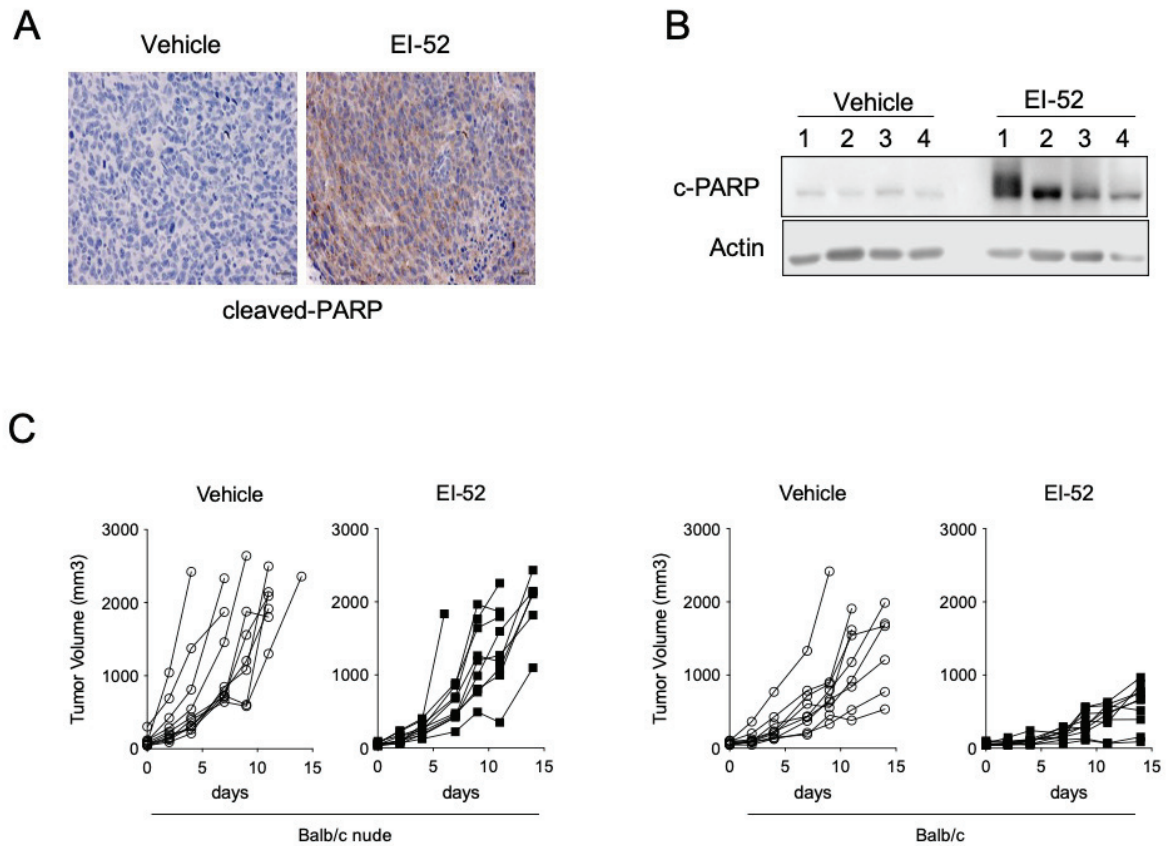 A
Vehicle
EI-52
cleaved-PARP
B
Vehicle
EI-52
1 2 3 4 1 2 3 4
c-PARP
Actin
C
Vehicle
EI-52
Vehicle
EI-52
Tumor Volume (mm3)
3000
2000
1000
0
0 5 10 15
days
3000
2000
1000
0
0 5 10 15
days
Balb/c nude
Tumor Volume (mm3)
3000
2000
1000
0
0 5 10 15
days
3000
2000
1000
0
0 5 10 15
days
Balb/c